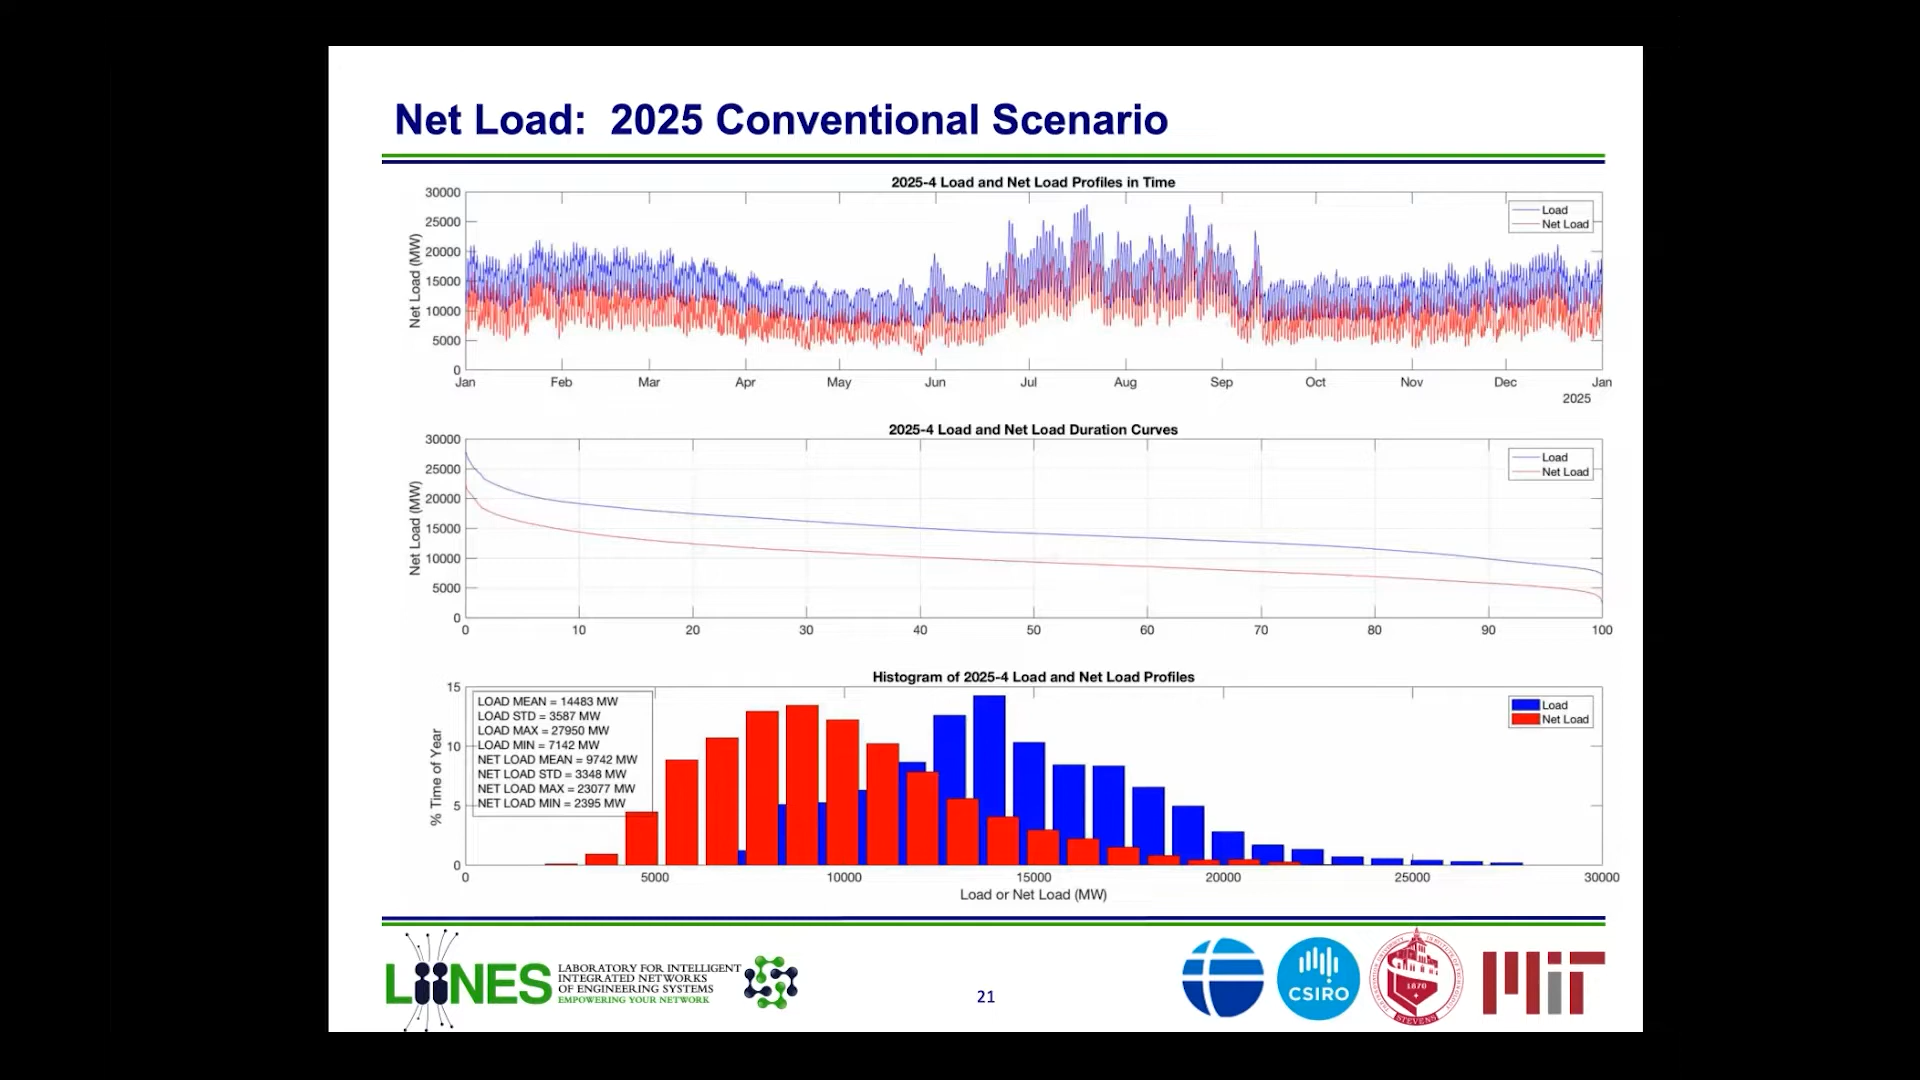 Net Load:  2025 Conventional Scenario
2025-4 Load and Net Load Profiles in Time
30000
25000
20000
15000
10000
5000
0
Net Load (MW)
Load
Net Load
Jan Feb Mar Apr May Jun Jul Aug Sep Oct Nov Dec Jan
2025
2025-4 Load and Net Load Duration Curves
30000
25000
20000
15000
10000
5000
0
Net Load (MW)
Load
Net Load
0 10 20 30 40 50 60 70 80 90 100
Histogram of 2025-4 Load and Net Load Profiles
15
10
5
0
% Time of Year
LOAD MEAN = 14483 MW
LOAD STD = 3587 MW
LOAD MAX = 27950 MW
LOAD MIN = 7142 MW
NET LOAD MEAN = 9742 MW
NET LOAD STD = 3348 MW
NET LOAD MAX = 23077 MW
NET LOAD MIN = 2395 MW
Load
Net Load
0 5000 10000 15000 20000 25000 30000
Load or Net Load (MW)
LIINES
LABORATORY FOR INTELLIGENT
INTEGRATED NETWORKS
OF ENGINEERING SYSTEMS
EMPOWERING YOUR NETWORK
21
CSIRO
1870
STEVENS
MIT